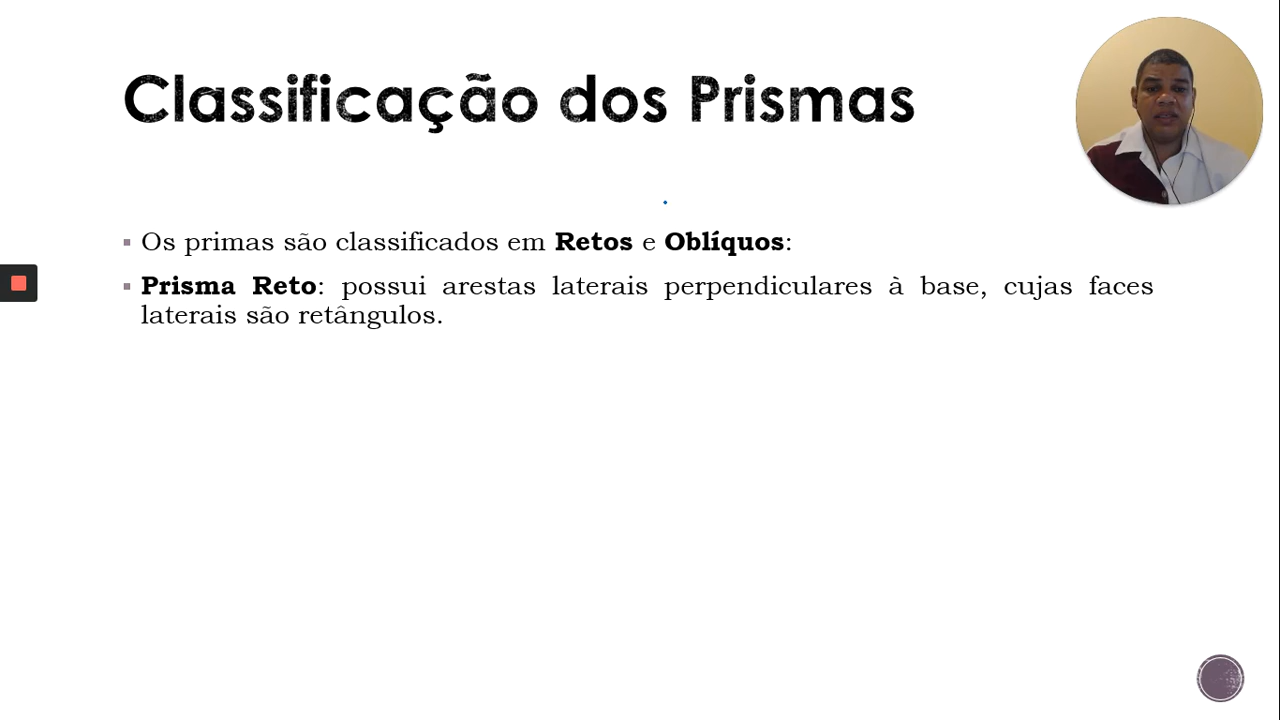 Classificação dos Prismas
Os primas são classificados em Retos e Oblíquos:
Prisma Reto: possui arestas laterais perpendiculares à base, cujas faces
laterais são retângulos.